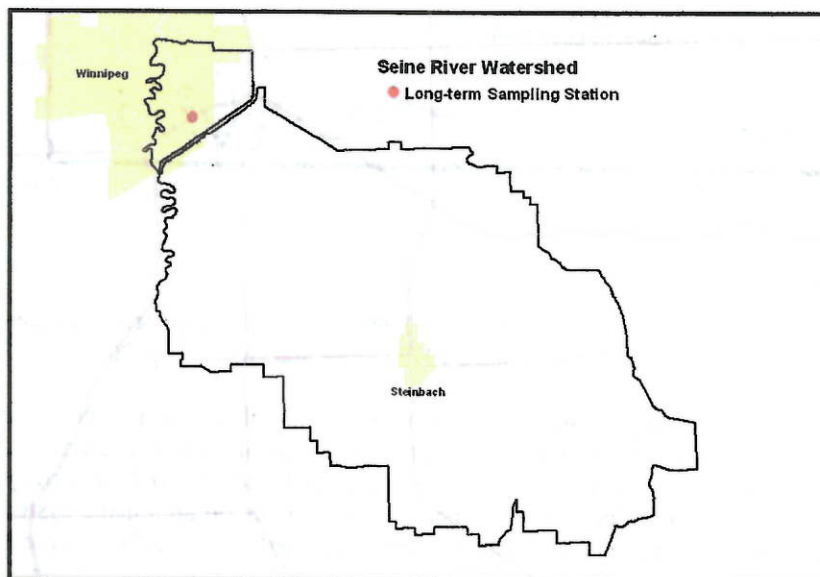 Winnipeg
Seine River Watershed
Long-term Sampling Station
Steinbach